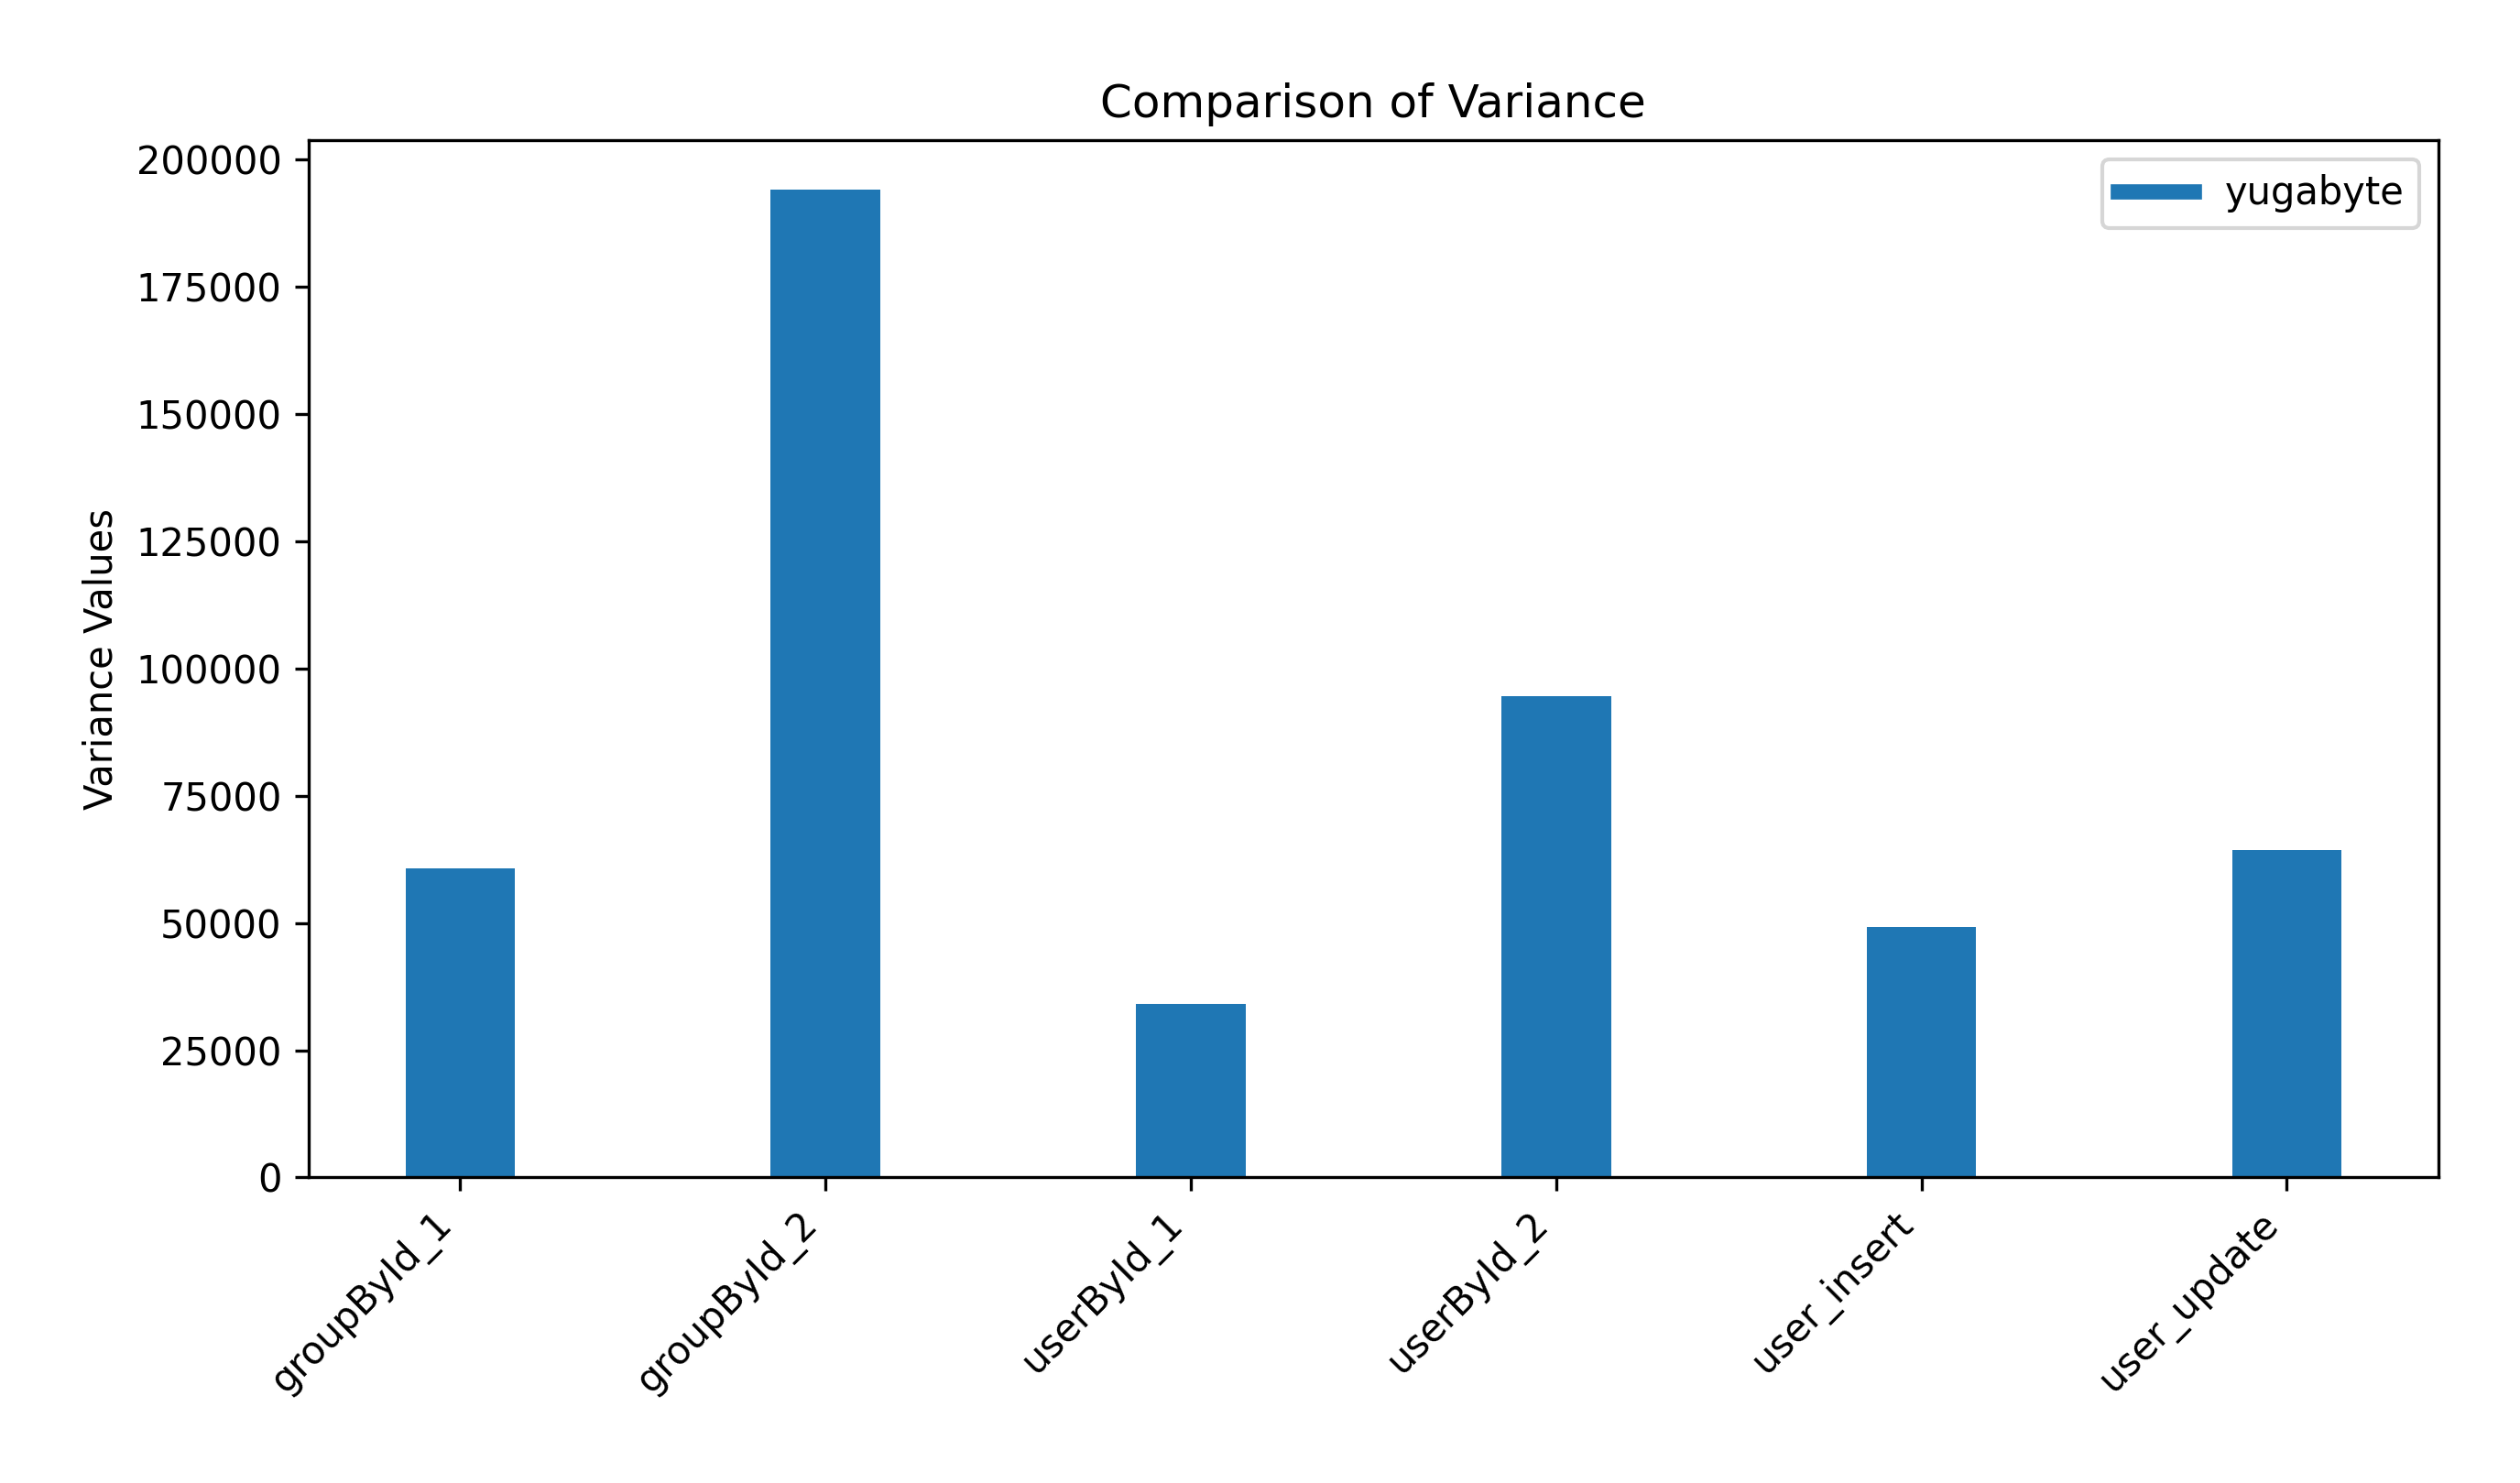 Comparison of Variance
yugabyte
Variance Values
200000
175000
150000
125000
100000
75000
50000
25000
0
groupById_1
groupById_2
userById_1
userById_2
user_insert
user_update